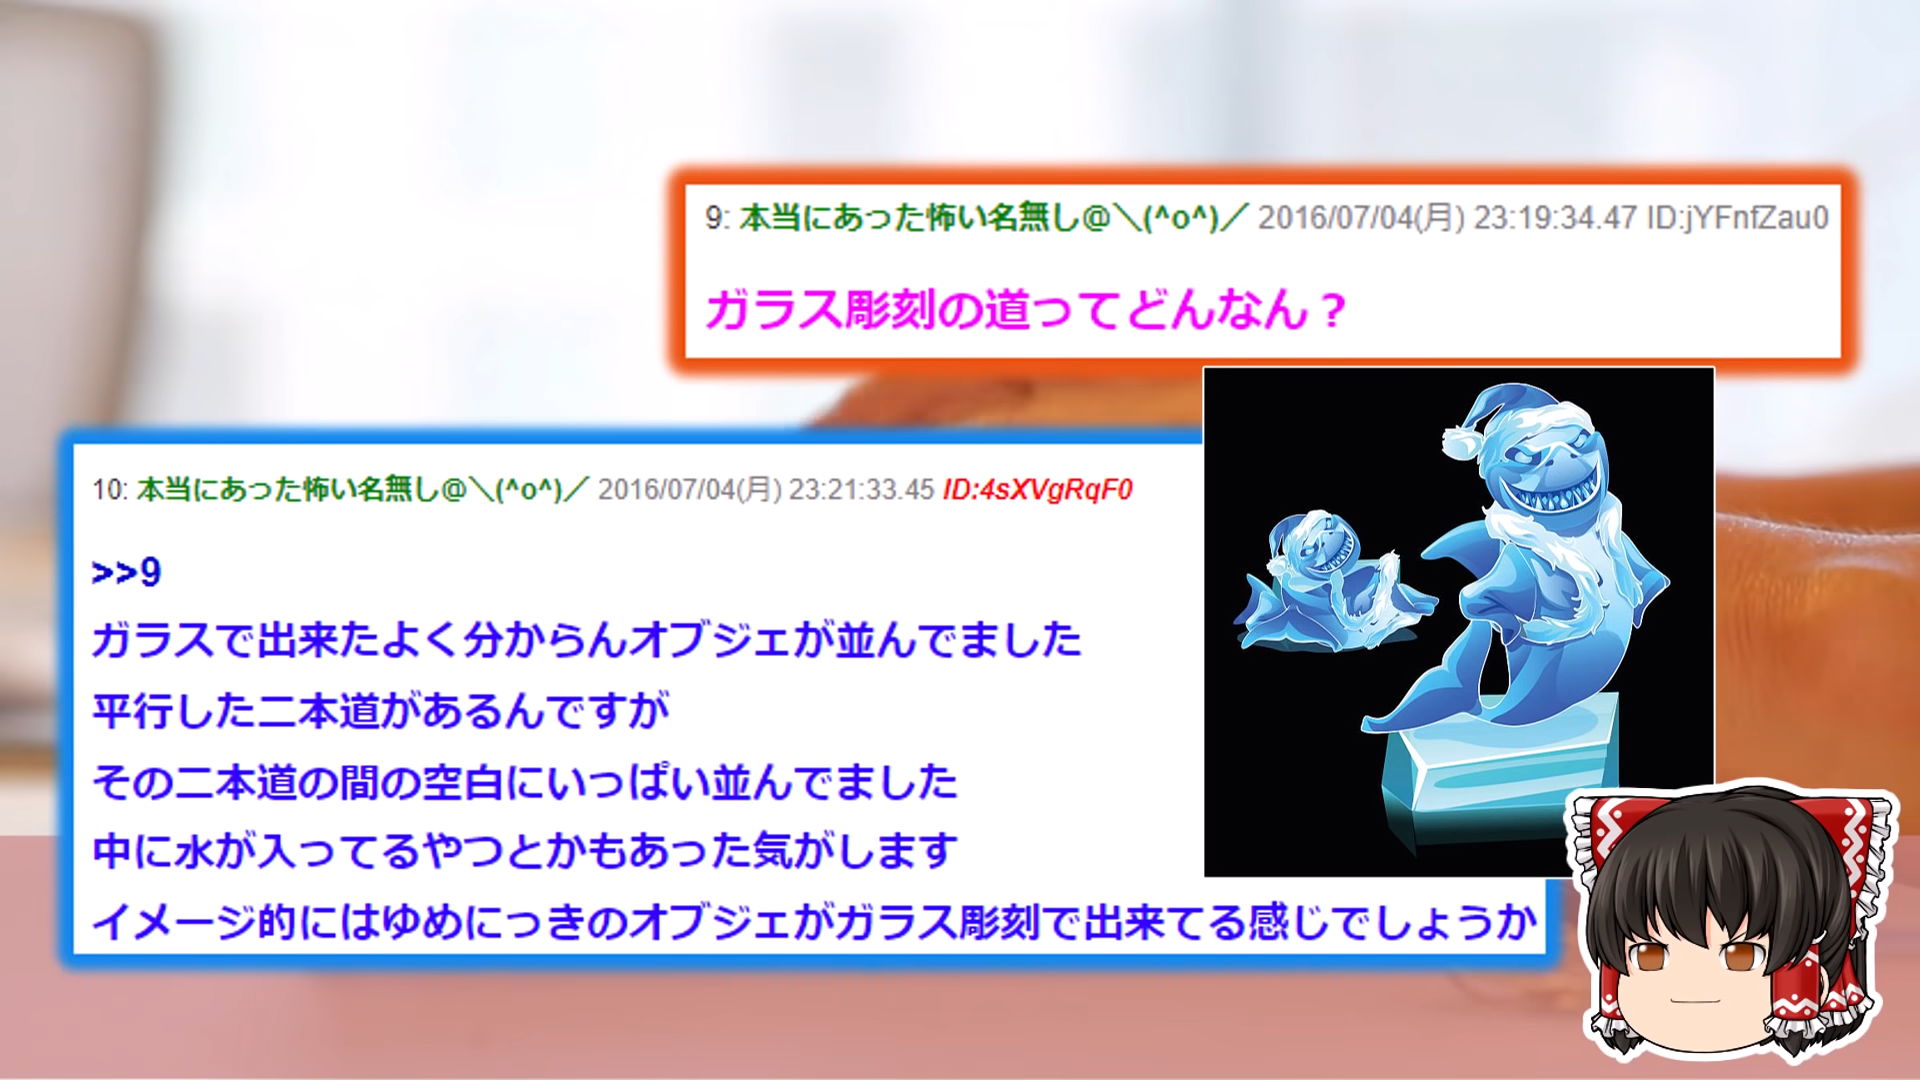 9: 本当にあった怖い名無し@＼(^o^)／ 2016/07/04(月) 23:19:34.47 ID:jYFnfZau0
ガラス彫刻の道ってどんなん？
10: 本当にあった怖い名無し@＼(^o^)／ 2016/07/04(月) 23:21:33.45 ID:4sXVgRqF0
>>9
ガラスで出来たよく分からんオブジェが並んでました
平行した二本道があるんですが
その二本道の間の空白にいっぱい並んでました
中に水が入ってるやつとかもあった気がします
イメージ的にはゆめにっきのオブジェがガラス彫刻で出来てる感じでしょうか